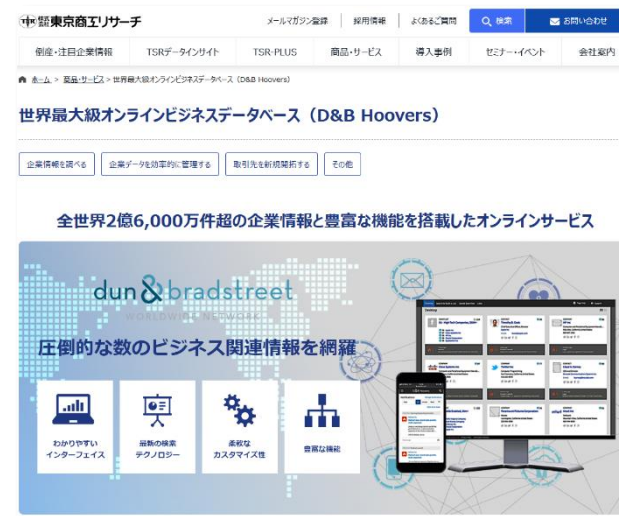 株式会社東京商工リサーチ
メールマガジン登録 採用情報 よくあるご質問 検索 お問い合わせ
倒産・注目企業情報 TSRデータインサイト TSR-PLUS 商品・サービス 導入事例 セミナー・イベント 会社案内
ホーム > 商品・サービス > 世界最大級オンラインビジネスデータベース（D&B Hoovers）
世界最大級オンラインビジネスデータベース（D&B Hoovers）
企業情報を調べる 企業データを効率的に管理する 取引先を新規開拓する その他
全世界2億6,000万件超の企業情報と豊富な機能を搭載したオンラインサービス
dun & bradstreet
WORLDWIDE NETWORK
圧倒的な数のビジネス関連情報を網羅
わかりやすい
インターフェイス
最新の検索
テクノロジー
柔軟な
カスタマイズ性
豊富な機能